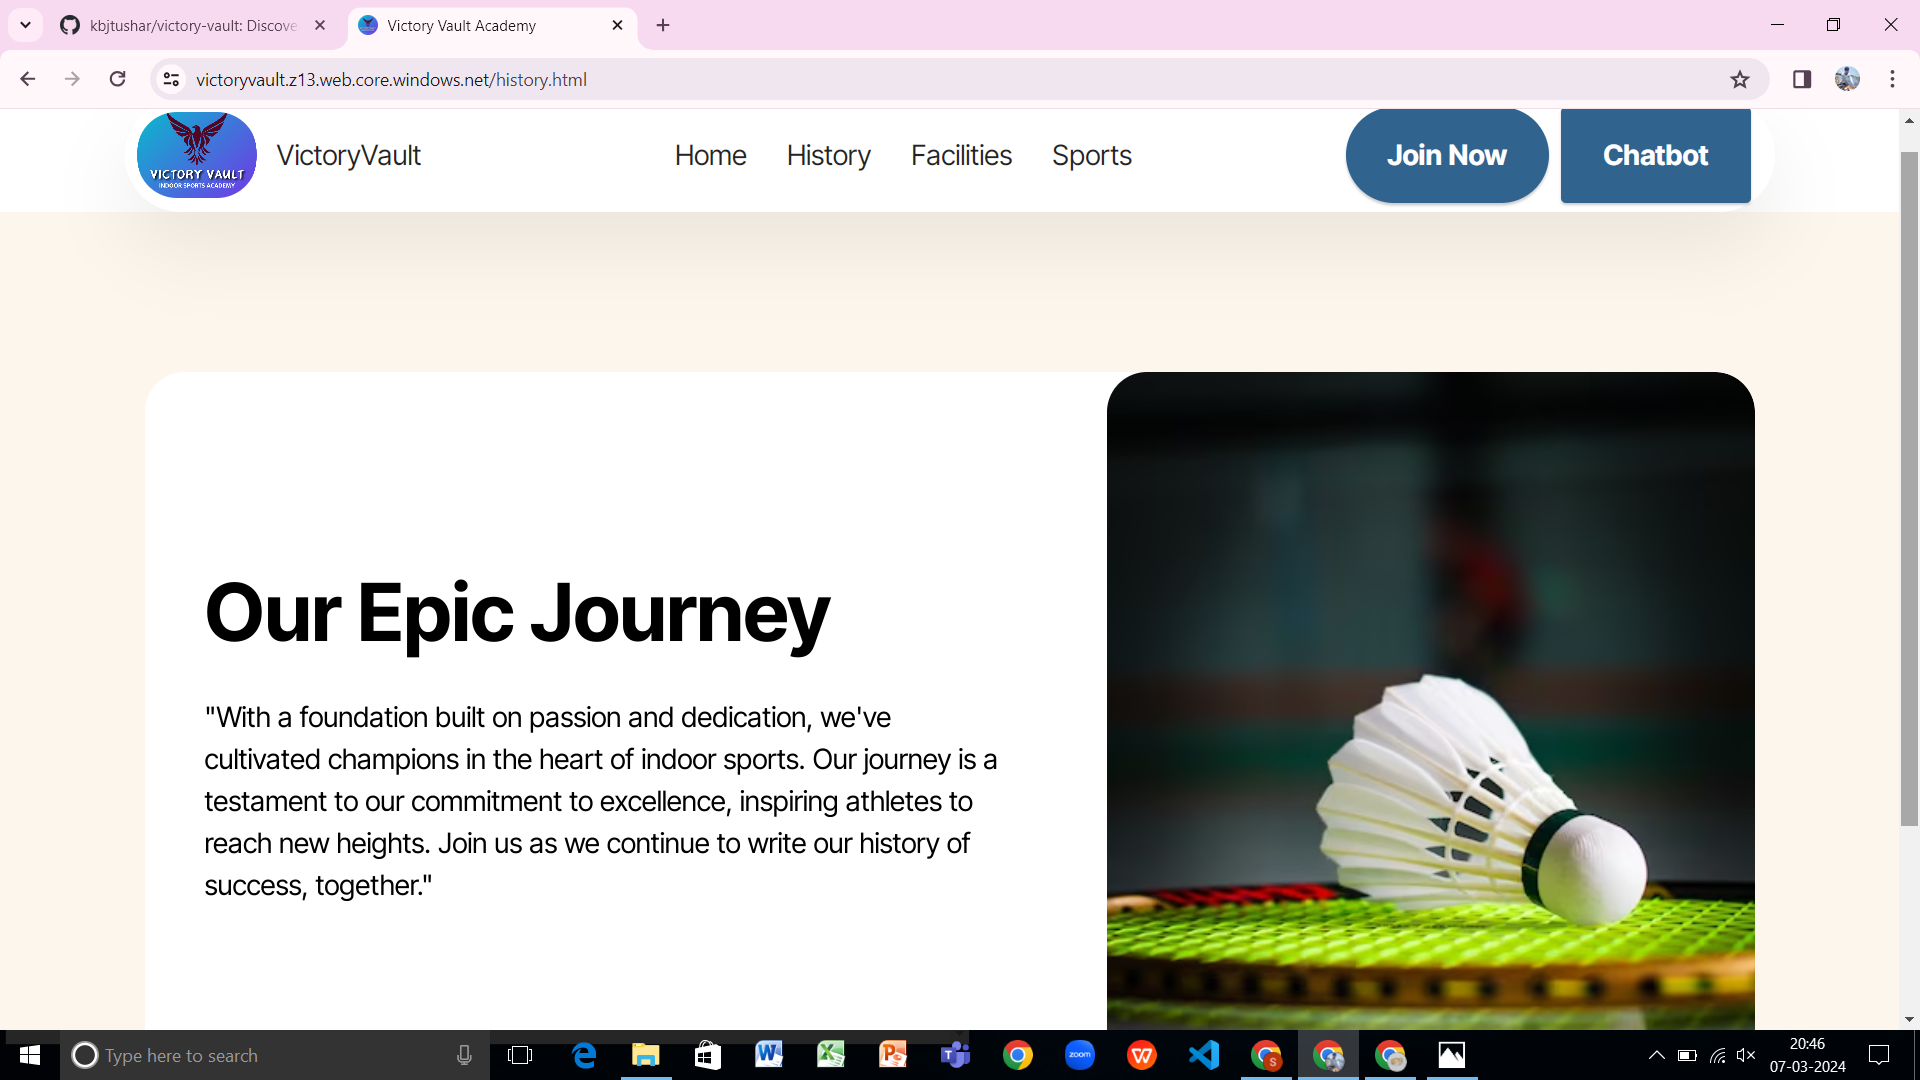 kbjtushar/victory-vault: Discove
Victory Vault Academy
victoryvault.z13.web.core.windows.net/history.html
VICTORY VAULT
INDOOR SPORTS ACADEMY
VictoryVault
Home
History
Facilities
Sports
Join Now
Chatbot
Our Epic Journey
"With a foundation built on passion and dedication, we've
cultivated champions in the heart of indoor sports. Our journey is a
testament to our commitment to excellence, inspiring athletes to
reach new heights. Join us as we continue to write our history of
success, together."
Type here to search
zoom
S
20:46
07-03-2024